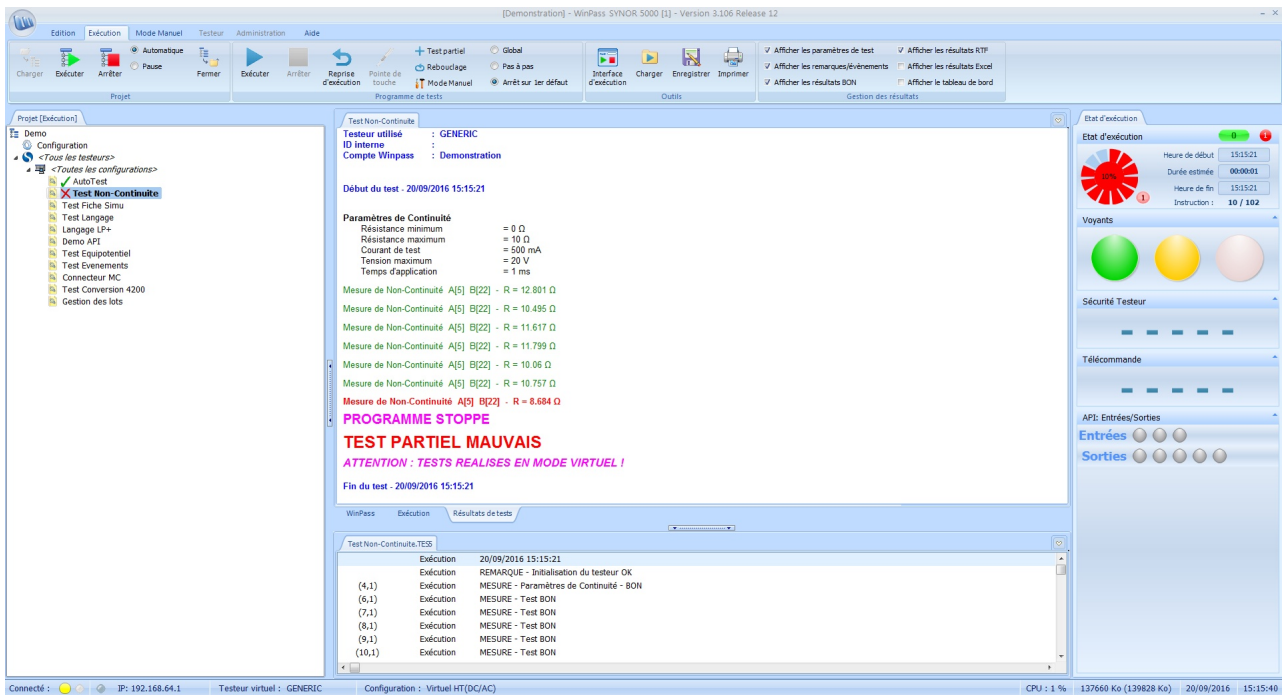 [Demonstration] - WinPass SYNOR 5000 [1] - Version 3.106 Release 12
Edition Exécution Mode Manuel Testeur Administration Aide
Charger Exécuter Arrêter Automatique Pause Fermer
Projet
Exécuter Arrêter Reprise d'exécution Pointe de touche
Test partiel Global
Rebouclage Pas à pas
Mode Manuel Arrêt sur 1er défaut
Programme de tests
Interface d'exécution Charger Enregistrer Imprimer
Outils
Afficher les paramètres de test Afficher les résultats RTF
Afficher les remarques/évènements Afficher les résultats Excel
Afficher les résultats BON Afficher le tableau de bord
Gestion des résultats
Projet [Exécution]
Demo
Configuration
<Tous les testeurs>
<Toutes les configurations>
AutoTest
Test Non-Continuite
Test Fiche Simu
Test Langage
Langage LP+
Demo API
Test Equipotentiel
Test Evenements
Connecteur MC
Test Conversion 4200
Gestion des lots
Test Non-Continuite
Testeur utilisé : GENERIC
ID interne :
Compte Winpass : Demonstration
Début du test - 20/09/2016 15:15:21
Paramètres de Continuité
Résistance minimum = 0 Ω
Résistance maximum = 10 Ω
Courant de test = 500 mA
Tension maximum = 20 V
Temps d'application = 1 ms
Mesure de Non-Continuité A[5] B[22] - R = 12.801 Ω
Mesure de Non-Continuité A[5] B[22] - R = 10.495 Ω
Mesure de Non-Continuité A[5] B[22] - R = 11.617 Ω
Mesure de Non-Continuité A[5] B[22] - R = 11.799 Ω
Mesure de Non-Continuité A[5] B[22] - R = 10.06 Ω
Mesure de Non-Continuité A[5] B[22] - R = 10.757 Ω
Mesure de Non-Continuité A[5] B[22] - R = 8.684 Ω
PROGRAMME STOPPE
TEST PARTIEL MAUVAIS
ATTENTION : TESTS REALISES EN MODE VIRTUEL !
Fin du test - 20/09/2016 15:15:21
WinPass Exécution Résultats de tests
Test Non-Continuite.TES5
Exécution 20/09/2016 15:15:21
Exécution REMARQUE - Initialisation du testeur OK
(4,1) Exécution MESURE - Paramètres de Continuité - BON
(6,1) Exécution MESURE - Test BON
(7,1) Exécution MESURE - Test BON
(8,1) Exécution MESURE - Test BON
(9,1) Exécution MESURE - Test BON
(10,1) Exécution MESURE - Test BON
Etat d'exécution
Etat d'exécution 0 1
10% 1
Heure de début 15:15:21
Durée estimée 00:00:01
Heure de fin 15:15:21
Instruction : 10 / 102
Voyants
Sécurité Testeur
- - - - -
Télécommande
- - - - -
API: Entrées/Sorties
Entrées
Sorties
Connecté : IP: 192.168.64.1 Testeur virtuel : GENERIC Configuration : Virtuel HT(DC/AC) CPU : 1 % 137660 Ko (139828 Ko) 20/09/2016 15:15:40